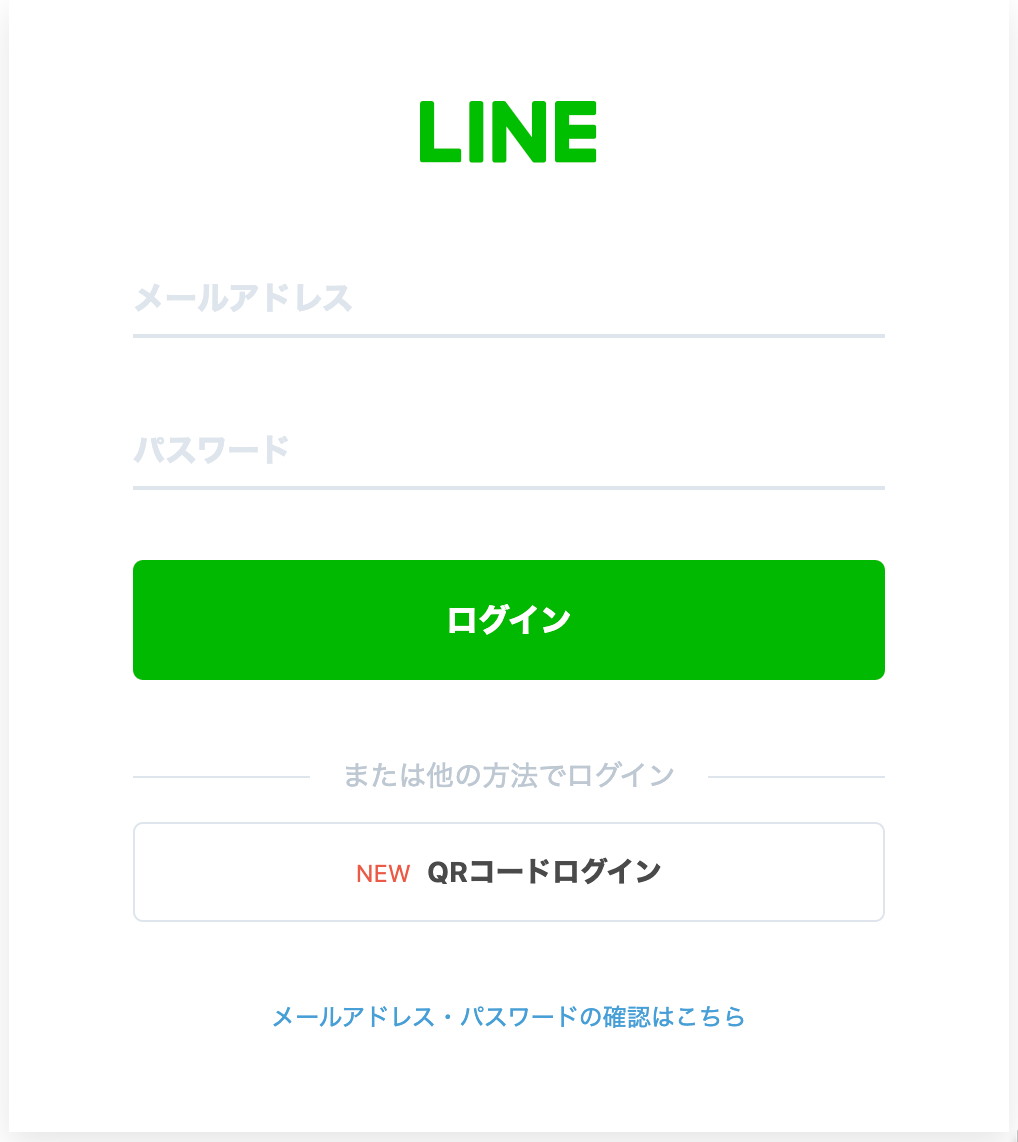 LINE
メールアドレス
パスワード
ログイン
または他の方法でログイン
NEW QRコードログイン
メールアドレス・パスワードの確認はこちら